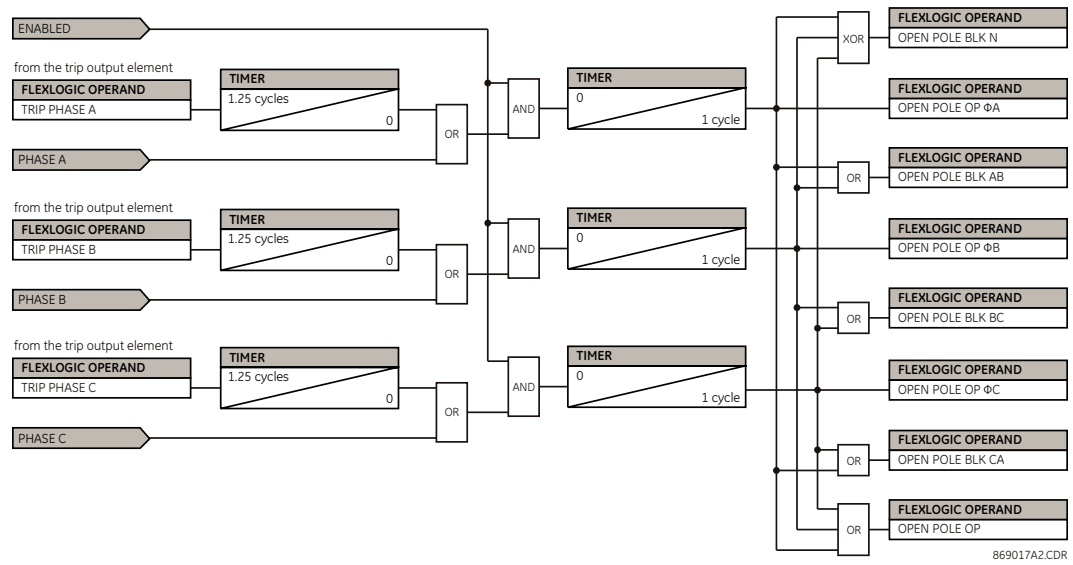 ENABLED
from the trip output element
FLEXLOGIC OPERAND
TRIP PHASE A
TIMER
1.25 cycles
0
OR
PHASE A
AND
TIMER
0
1 cycle
from the trip output element
FLEXLOGIC OPERAND
TRIP PHASE B
TIMER
1.25 cycles
0
OR
PHASE B
AND
TIMER
0
1 cycle
from the trip output element
FLEXLOGIC OPERAND
TRIP PHASE C
TIMER
1.25 cycles
0
OR
PHASE C
AND
TIMER
0
1 cycle
XOR
FLEXLOGIC OPERAND
OPEN POLE BLK N
FLEXLOGIC OPERAND
OPEN POLE OP ΦA
OR
FLEXLOGIC OPERAND
OPEN POLE BLK AB
FLEXLOGIC OPERAND
OPEN POLE OP ΦB
OR
FLEXLOGIC OPERAND
OPEN POLE BLK BC
FLEXLOGIC OPERAND
OPEN POLE OP ΦC
OR
FLEXLOGIC OPERAND
OPEN POLE BLK CA
OR
FLEXLOGIC OPERAND
OPEN POLE OP
869017A2.CDR